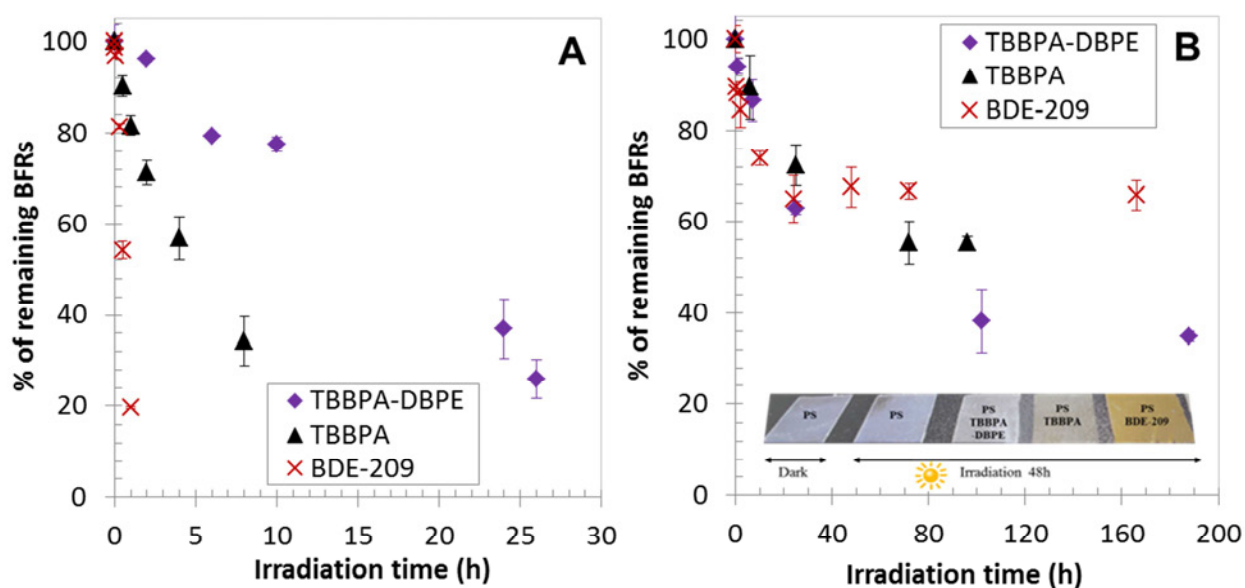 A
% of remaining BFRs
100
80
60
40
20
0
TBBPA-DBPE
TBBPA
BDE-209
0 5 10 15 20 25 30
Irradiation time (h)
B
% of remaining BFRs
100
80
60
40
20
0
TBBPA-DBPE
TBBPA
BDE-209
PS
PS
PS
TBBPA
-DBPE
PS
TBBPA
PS
BDE-209
Dark
Irradiation 48h
0 40 80 120 160 200
Irradiation time (h)